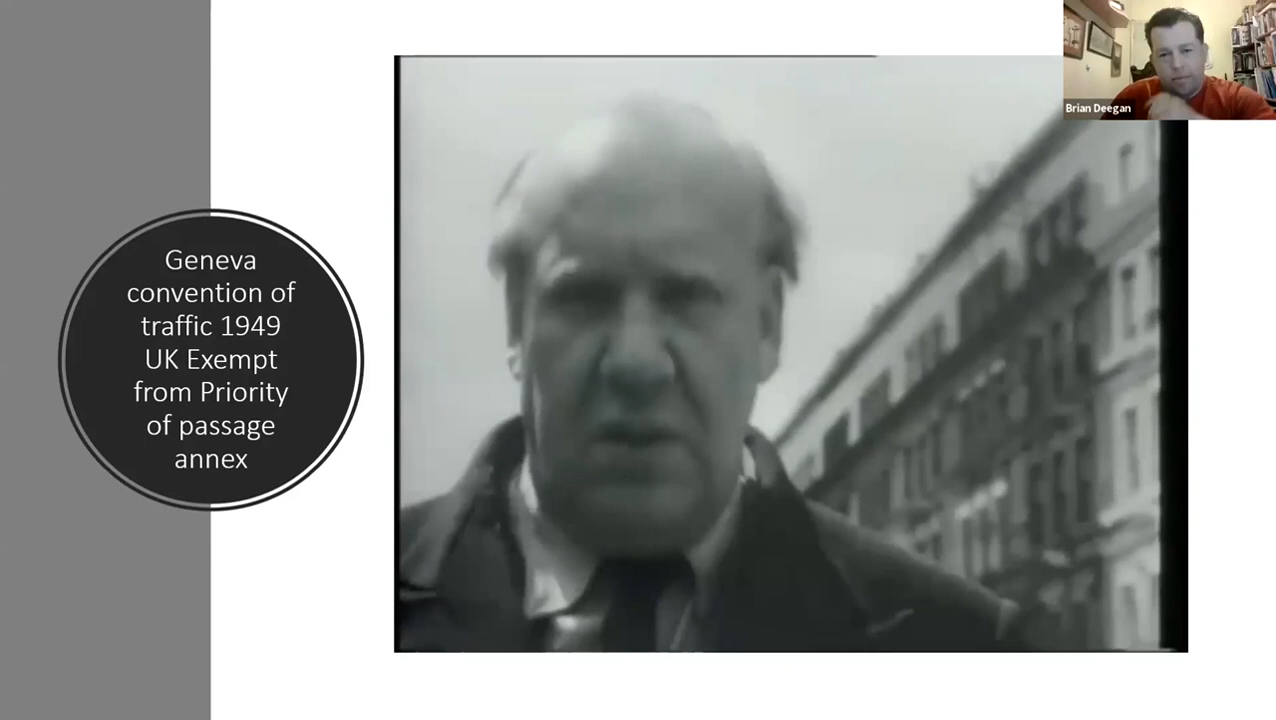 Geneva
convention of
traffic 1949
UK Exempt
from Priority
of passage
annex
Brian Deegan